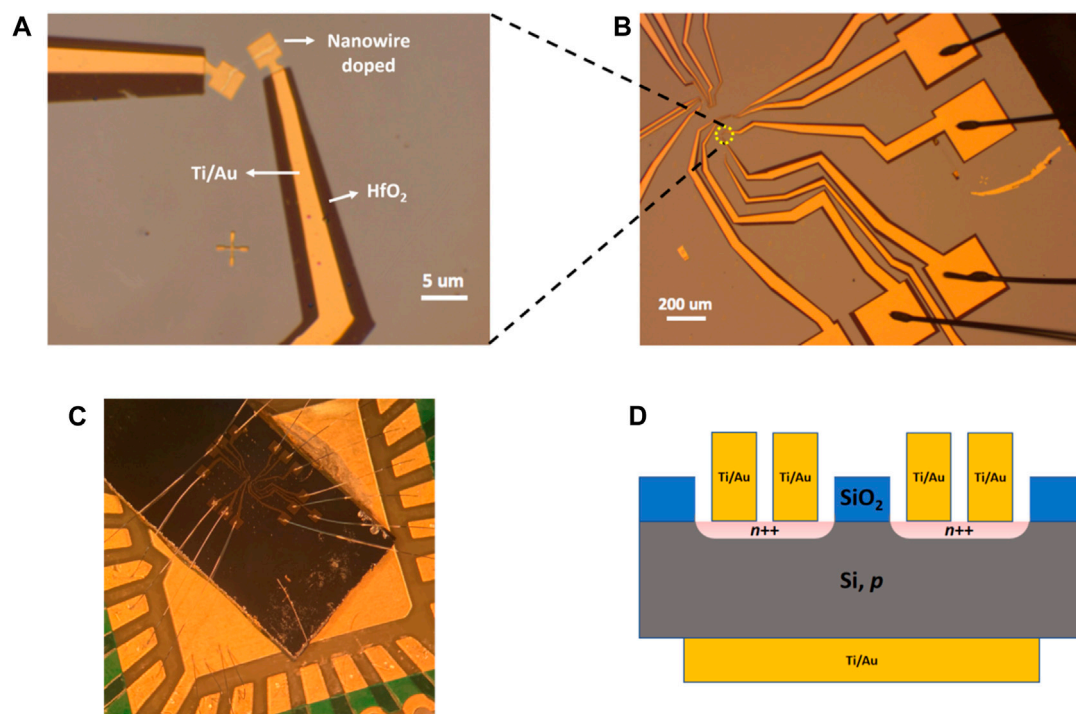 A
Nanowire
doped
Ti/Au
HfO₂
5 um
B
200 um
C
D
Ti/Au
Ti/Au
Ti/Au
Ti/Au
SiO₂
n++
n++
Si, p
Ti/Au